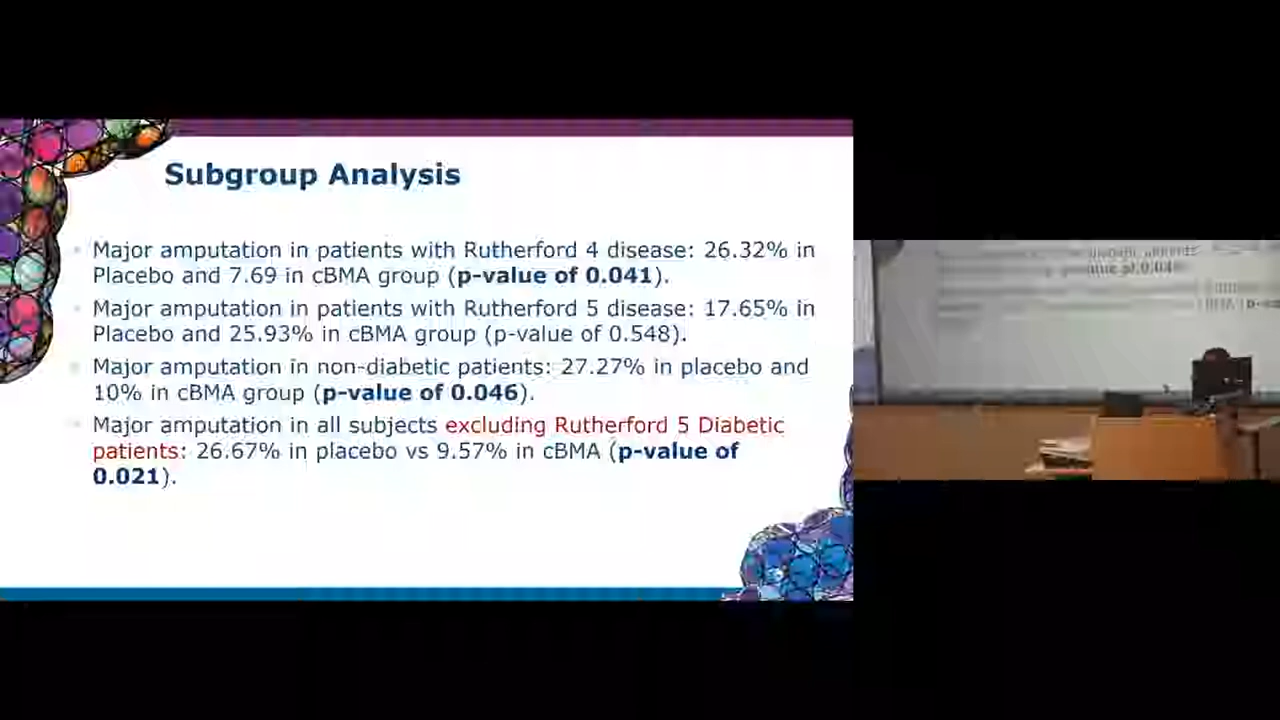 Subgroup Analysis
Major amputation in patients with Rutherford 4 disease: 26.32% in
Placebo and 7.69 in cBMA group (p-value of 0.041).
Major amputation in patients with Rutherford 5 disease: 17.65% in
Placebo and 25.93% in cBMA group (p-value of 0.548).
Major amputation in non-diabetic patients: 27.27% in placebo and
10% in cBMA group (p-value of 0.046).
Major amputation in all subjects excluding Rutherford 5 Diabetic
patients: 26.67% in placebo vs 9.57% in cBMA (p-value of
0.021).